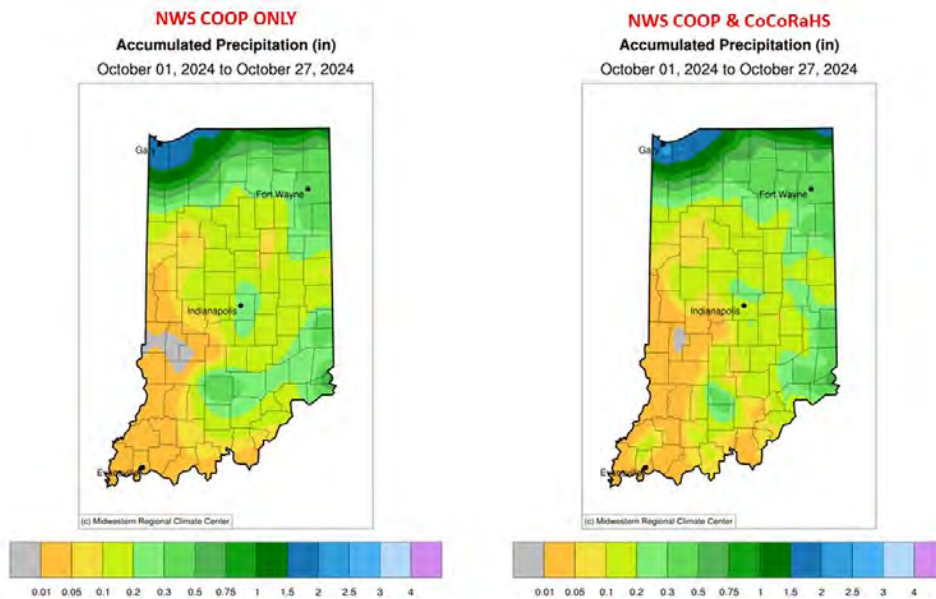 NWS COOP ONLY
Accumulated Precipitation (in)
October 01, 2024 to October 27, 2024
Gary
Fort Wayne
Indianapolis
Evansville
(c) Midwestern Regional Climate Center
0.01 0.05 0.1 0.2 0.3 0.5 0.75 1 1.5 2 2.5 3 4
NWS COOP & CoCoRaHS
Accumulated Precipitation (in)
October 01, 2024 to October 27, 2024
Gary
Fort Wayne
Indianapolis
Evansville
(c) Midwestern Regional Climate Center
0.01 0.05 0.1 0.2 0.3 0.5 0.75 1 1.5 2 2.5 3 4